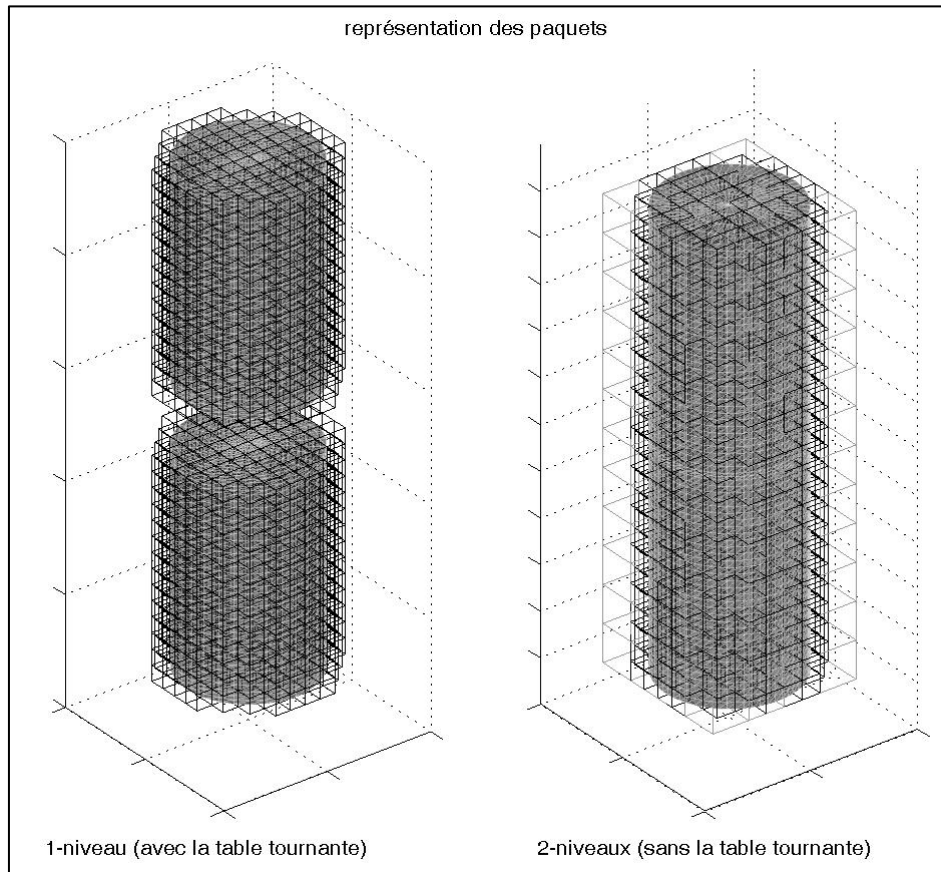 représentation des paquets
1-niveau (avec la table tournante)
2-niveaux (sans la table tournante)